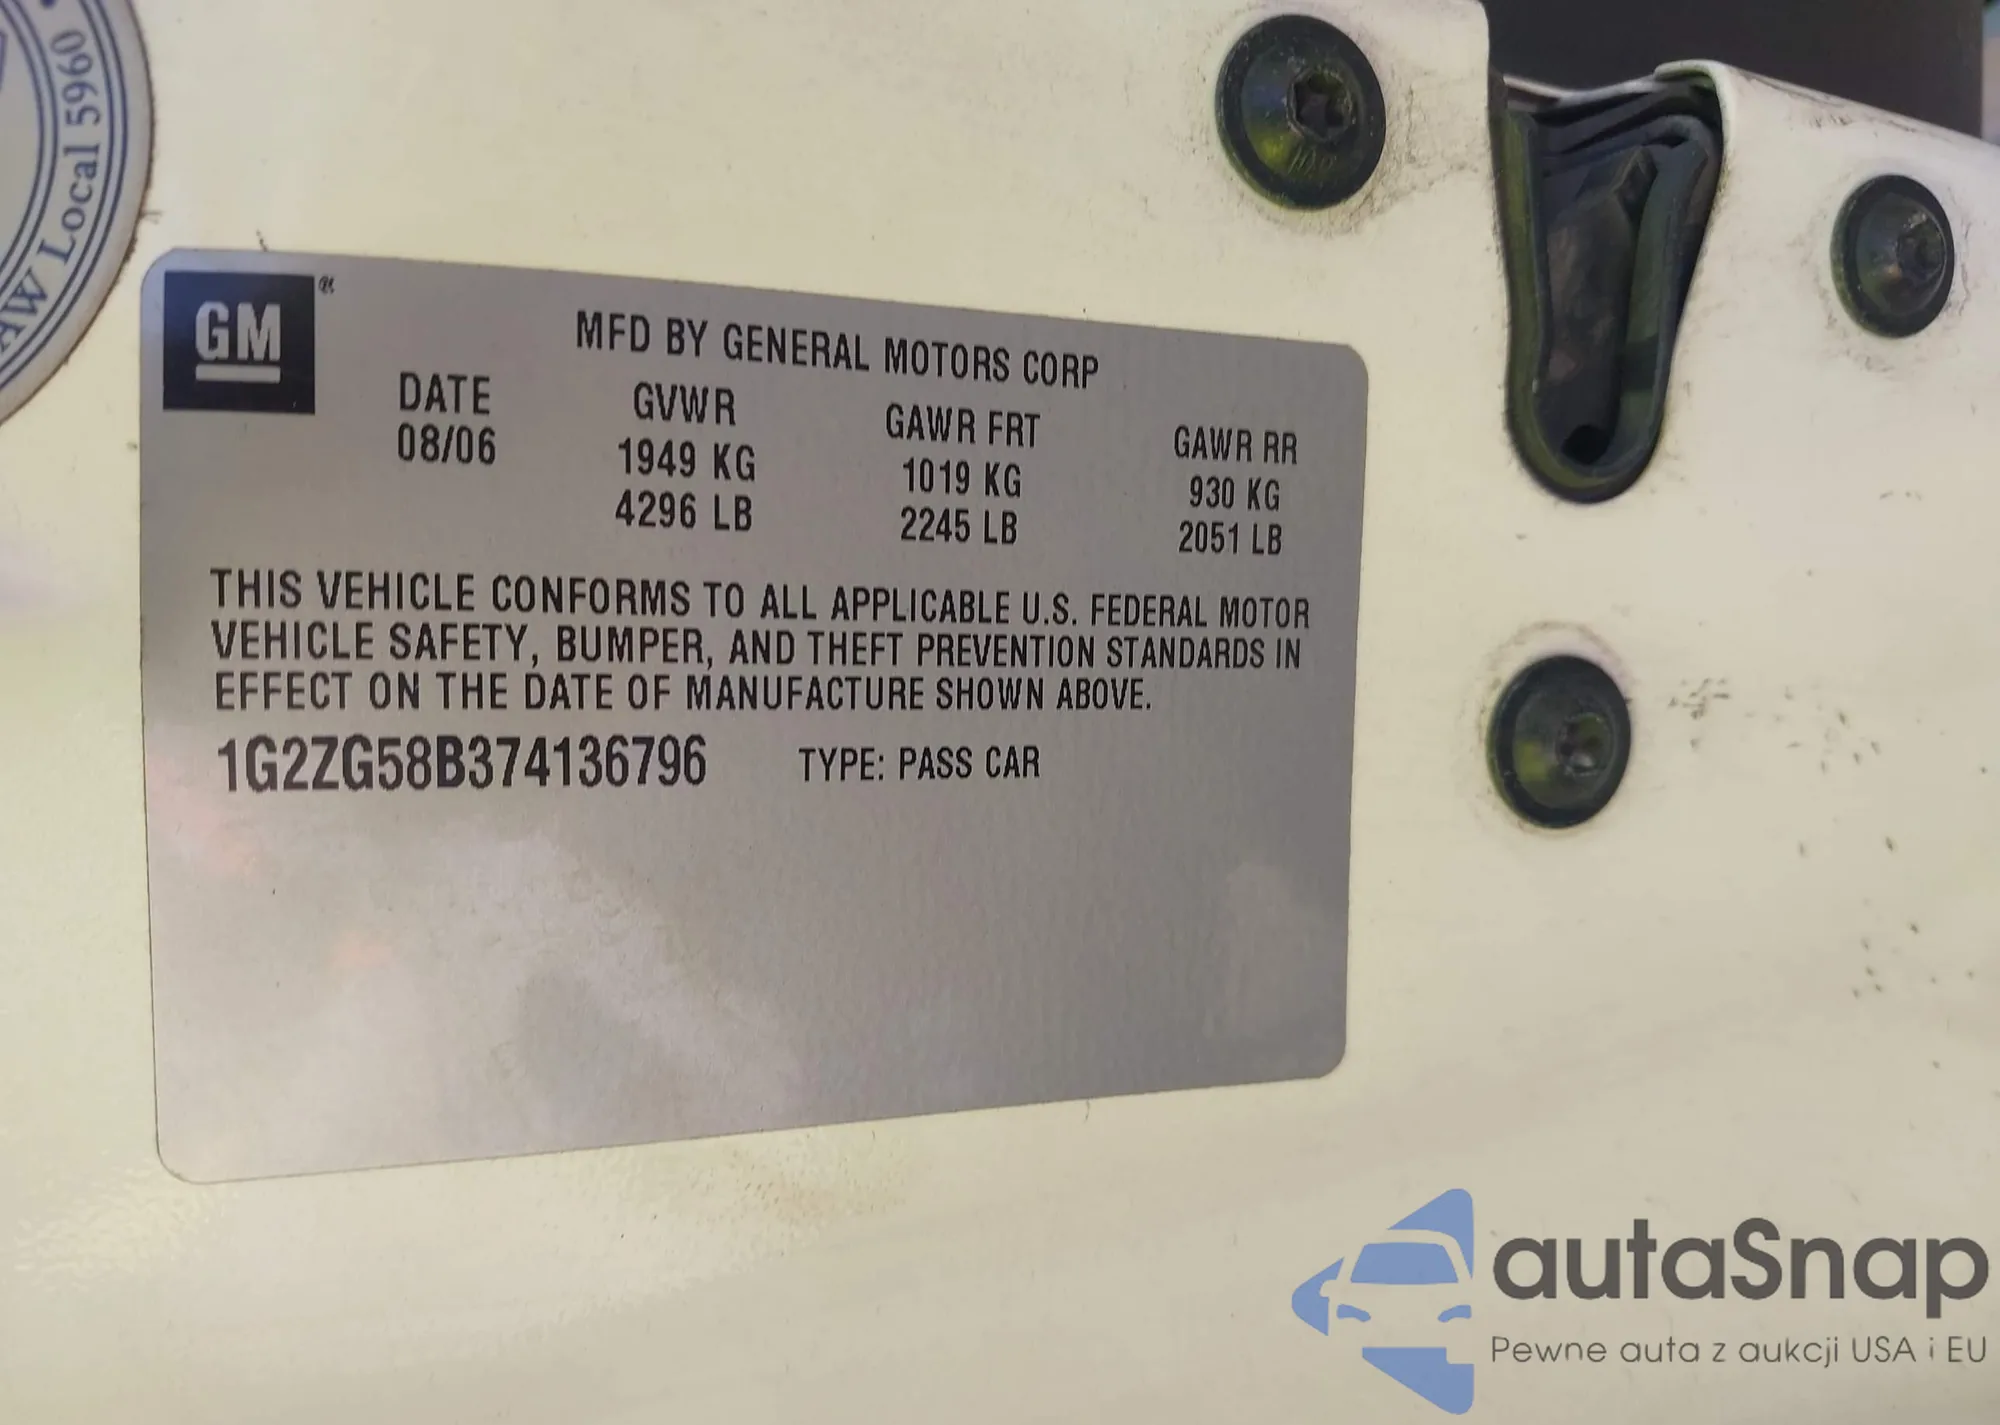 AW Local 5960
GM
MFD BY GENERAL MOTORS CORP
DATE GVWR GAWR FRT GAWR RR
08/06 1949 KG 1019 KG 930 KG
4296 LB 2245 LB 2051 LB
THIS VEHICLE CONFORMS TO ALL APPLICABLE U.S. FEDERAL MOTOR
VEHICLE SAFETY, BUMPER, AND THEFT PREVENTION STANDARDS IN
EFFECT ON THE DATE OF MANUFACTURE SHOWN ABOVE.
1G2ZG58B374136796 TYPE: PASS CAR
autaSnap
Pewne auta z aukcji USA i EU